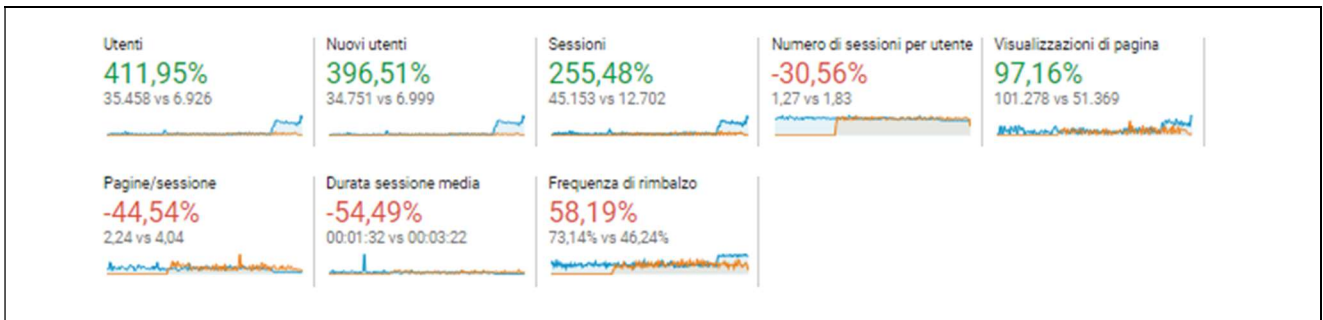 Utenti
411,95%
35.458 vs 6.926
Nuovi utenti
396,51%
34.751 vs 6.999
Sessioni
255,48%
45.153 vs 12.702
Numero di sessioni per utente
-30,56%
1,27 vs 1,83
Visualizzazioni di pagina
97,16%
101.278 vs 51.369
Pagine/sessione
-44,54%
2,24 vs 4,04
Durata sessione media
-54,49%
00:01:32 vs 00:03:22
Frequenza di rimbalzo
58,19%
73,14% vs 46,24%